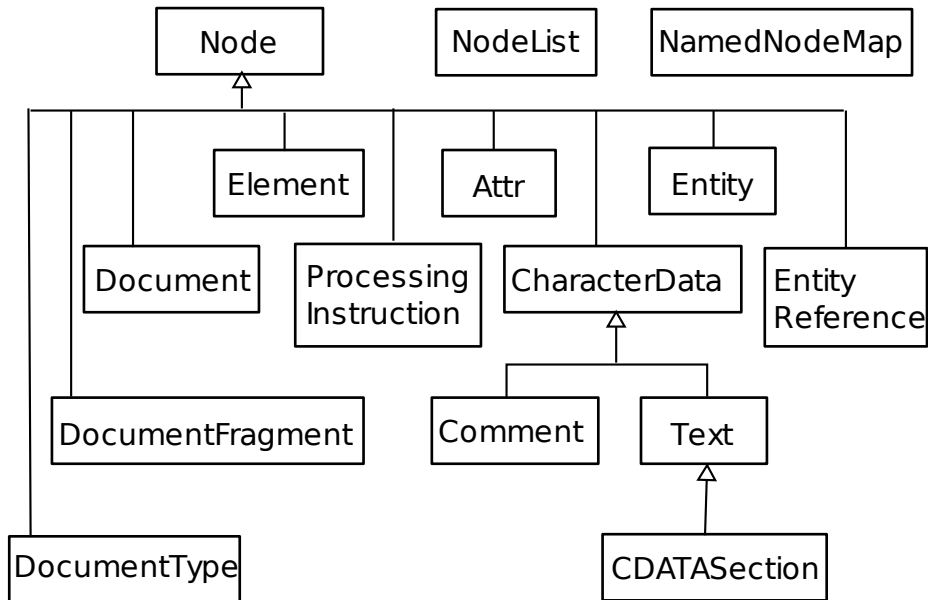 Node
NodeList
NamedNodeMap
Element
Attr
Entity
Document
Processing
Instruction
CharacterData
Entity
Reference
DocumentFragment
Comment
Text
DocumentType
CDATASection